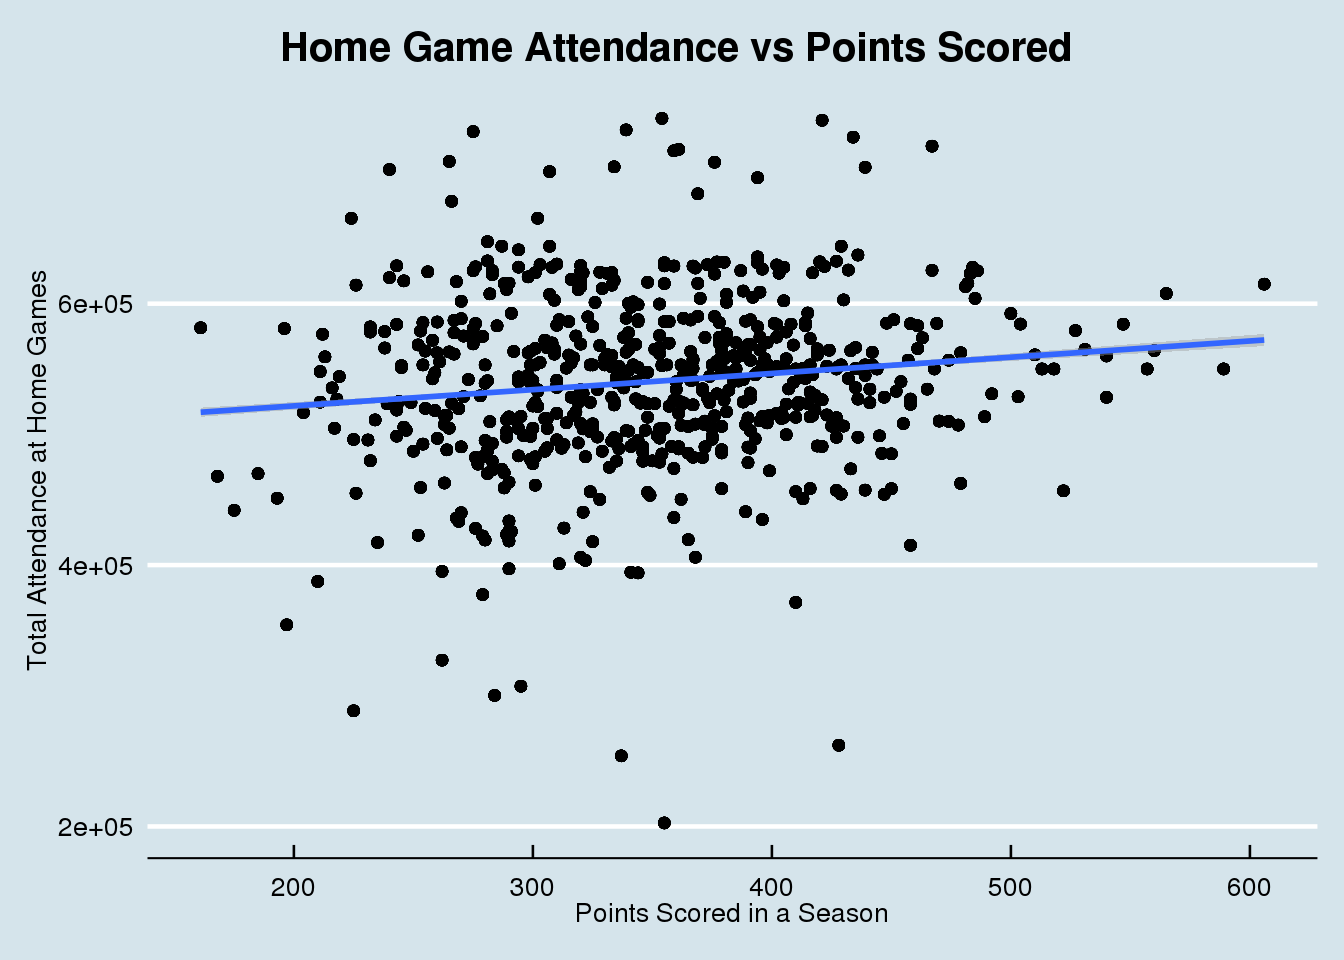 Home Game Attendance vs Points Scored
Total Attendance at Home Games
6e+05
4e+05
2e+05
200 300 400 500 600
Points Scored in a Season